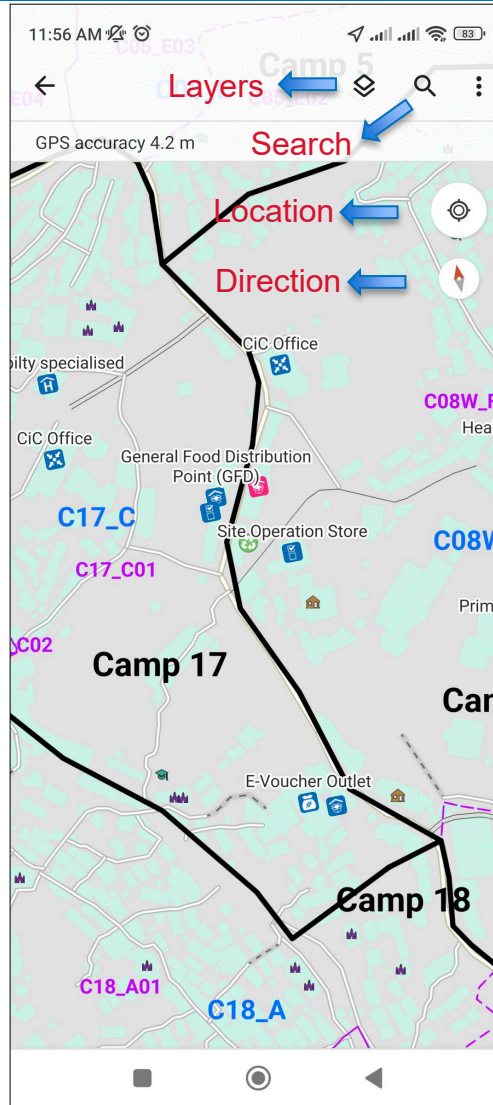 11:56 AM
83
C05_E03
Camp 5
E04
Layers
C05_E02
GPS accuracy 4.2 m
Search
Location
Direction
CiC Office
bilty specialised
H
C08W_F
Hea
CiC Office
General Food Distribution
Point (GFD)
C17_C
Site Operation Store
C08W
C17_C01
Prim
C02
Camp 17
Cam
E-Voucher Outlet
Camp 18
C18_A01
C18_A